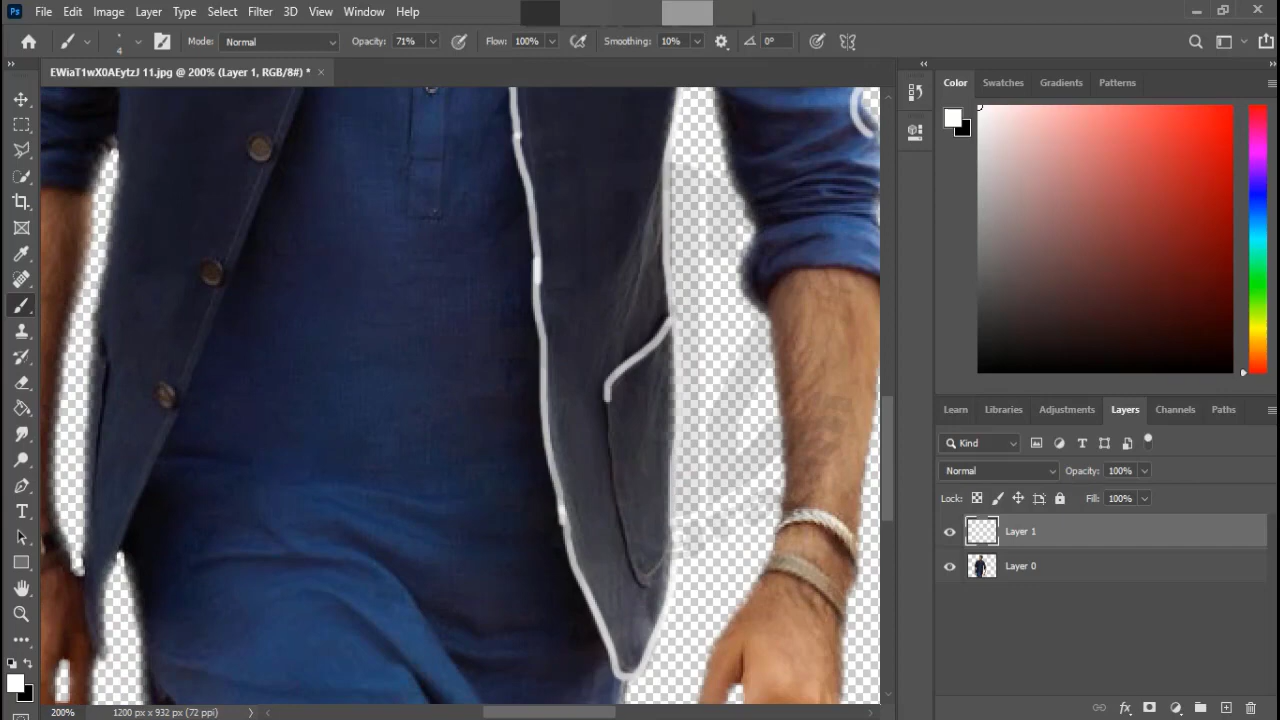 Ps File Edit Image Layer Type Select Filter 3D View Window Help
4 Mode: Normal Opacity: 71% Flow: 100% Smoothing: 10% 0°
EWiaT1wX0AEytzJ 11.jpg @ 200% (Layer 1, RGB/8#) *
Color Swatches Gradients Patterns
Learn Libraries Adjustments Layers Channels Paths
Kind
Normal Opacity: 100%
Lock: Fill: 100%
Layer 1
Layer 0
200% 1200 px x 932 px (72 ppi)